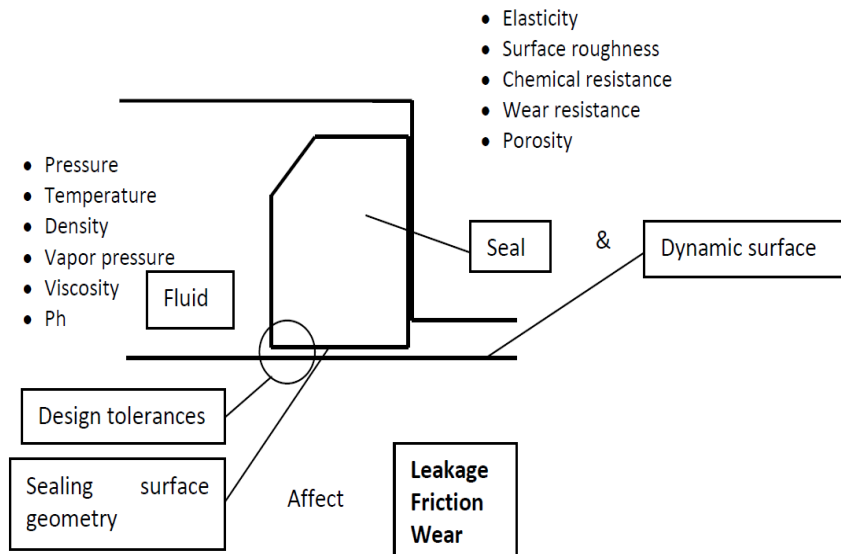 • Elasticity
• Surface roughness
• Chemical resistance
• Wear resistance
• Porosity
• Pressure
• Temperature
• Density
• Vapor pressure
• Viscosity
• Ph
Fluid
Seal
&
Dynamic surface
Design tolerances
Sealing surface
geometry
Affect
Leakage
Friction
Wear